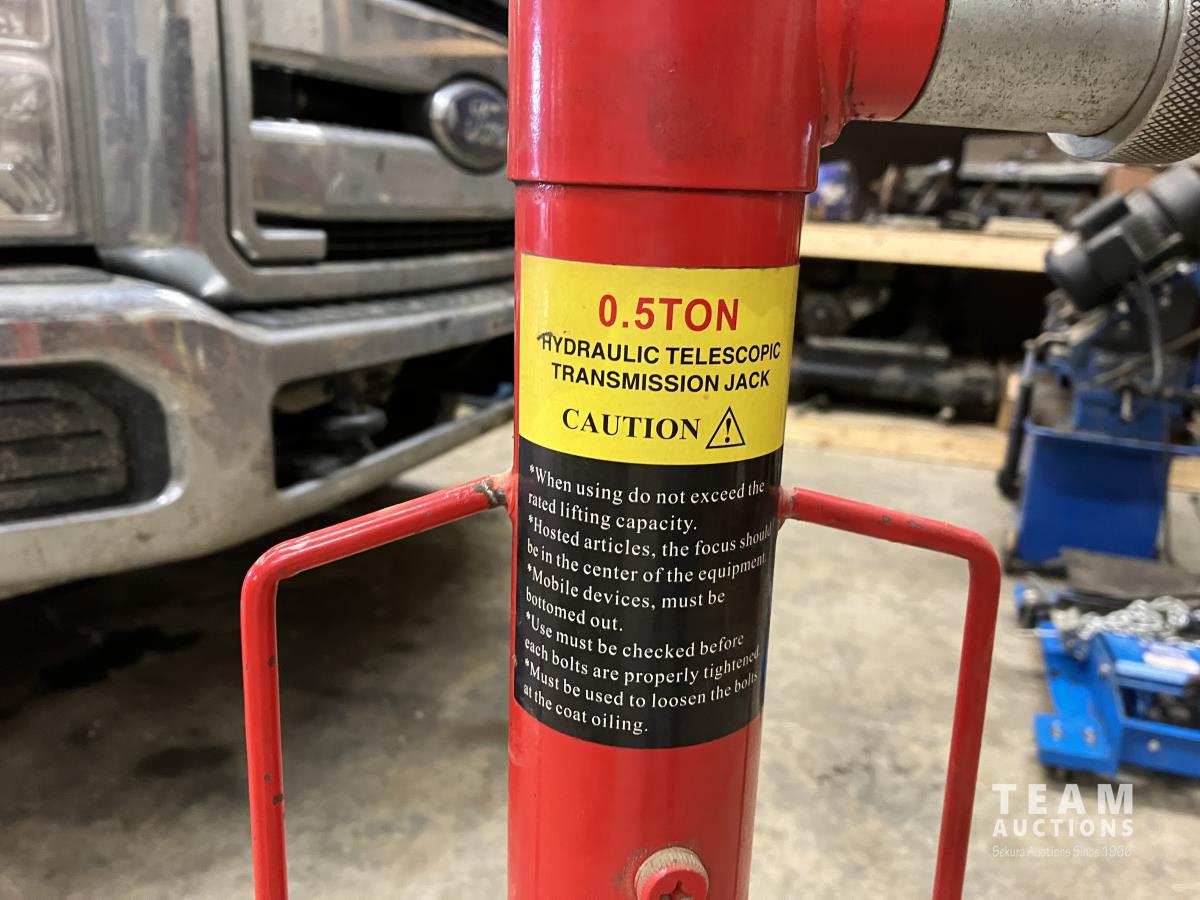 Ford
0.5TON
HYDRAULIC TELESCOPIC
TRANSMISSION JACK
CAUTION
*When using do not exceed the
rated lifting capacity.
*Hosted articles, the focus should
be in the center of the equipment.
*Mobile devices, must be
bottomed out.
*Use must be checked before
each bolts are properly tightened.
*Must be used to loosen the bolts
at the coat oiling.
TEAM
AUCTIONS
Sekura Auctions Since 1966